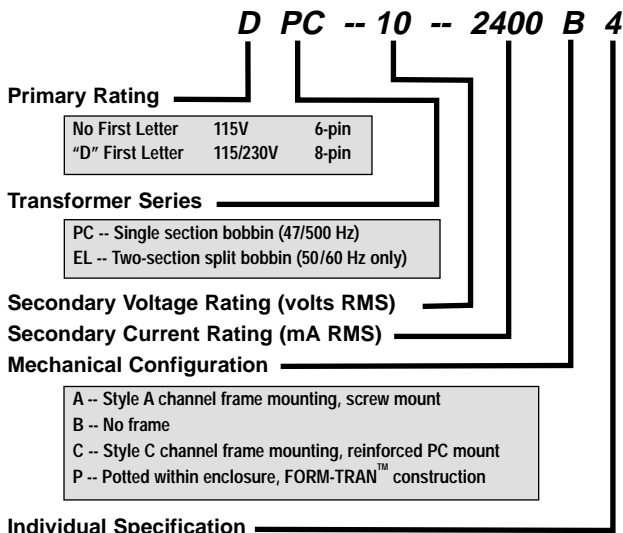 D PC -- 10 -- 2400 B 4
Primary Rating
No First Letter 115V 6-pin
“D” First Letter 115/230V 8-pin
Transformer Series
PC -- Single section bobbin (47/500 Hz)
EL -- Two-section split bobbin (50/60 Hz only)
Secondary Voltage Rating (volts RMS)
Secondary Current Rating (mA RMS)
Mechanical Configuration
A -- Style A channel frame mounting, screw mount
B -- No frame
C -- Style C channel frame mounting, reinforced PC mount
P -- Potted within enclosure, FORM-TRAN™ construction
Individual Specification